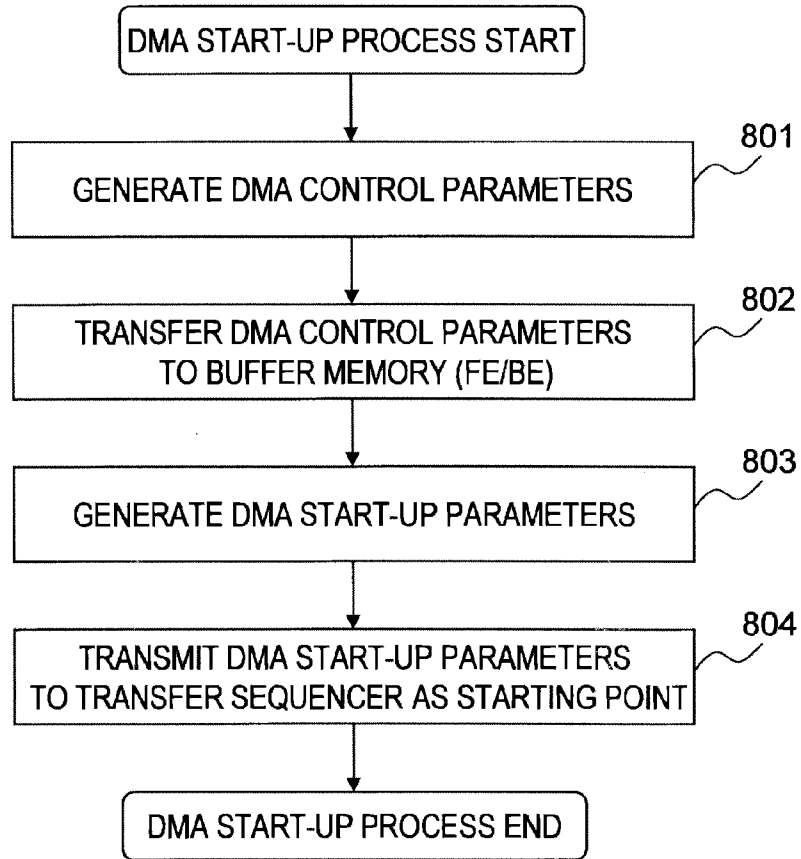 DMA START-UP PROCESS START
801
GENERATE DMA CONTROL PARAMETERS
802
TRANSFER DMA CONTROL PARAMETERS
TO BUFFER MEMORY (FE/BE)
803
GENERATE DMA START-UP PARAMETERS
804
TRANSMIT DMA START-UP PARAMETERS
TO TRANSFER SEQUENCER AS STARTING POINT
DMA START-UP PROCESS END